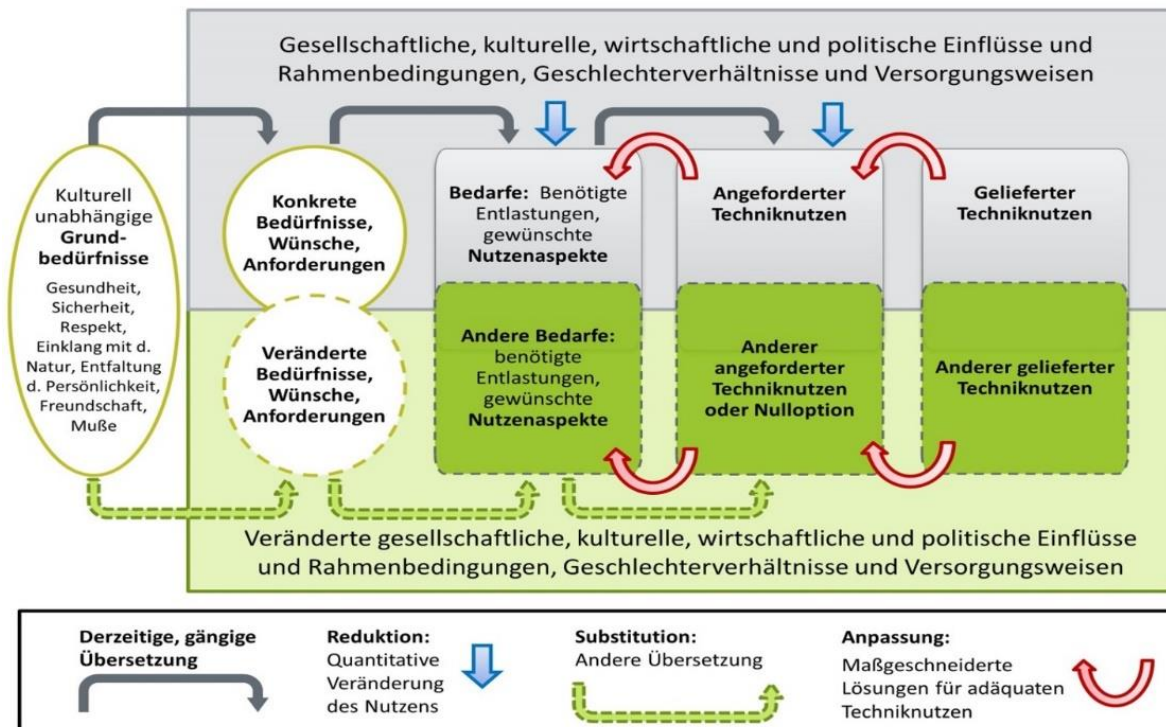 Gesellschaftliche, kulturelle, wirtschaftliche und politische Einflüsse und
Rahmenbedingungen, Geschlechterverhältnisse und Versorgungsweisen
Kulturell
unabhängige
Grund-
bedürfnisse
Gesundheit,
Sicherheit,
Respekt,
Einklang mit d.
Natur, Entfaltung
d. Persönlichkeit,
Freundschaft,
Muße
Konkrete
Bedürfnisse,
Wünsche,
Anforderungen
Bedarfe: Benötigte
Entlastungen,
gewünschte
Nutzenaspekte
Angeforderter
Techniknutzen
Gelieferter
Techniknutzen
Veränderte
Bedürfnisse,
Wünsche,
Anforderungen
Andere Bedarfe:
benötigte
Entlastungen,
gewünschte
Nutzenaspekte
Anderer
angeforderter
Techniknutzen
oder Nulloption
Anderer gelieferter
Techniknutzen
Veränderte gesellschaftliche, kulturelle, wirtschaftliche und politische Einflüsse
und Rahmenbedingungen, Geschlechterverhältnisse und Versorgungsweisen
Derzeitige, gängige
Übersetzung
Reduktion:
Quantitative
Veränderung
des Nutzens
Substitution:
Andere Übersetzung
Anpassung:
Maßgeschneiderte
Lösungen für adäquaten
Techniknutzen